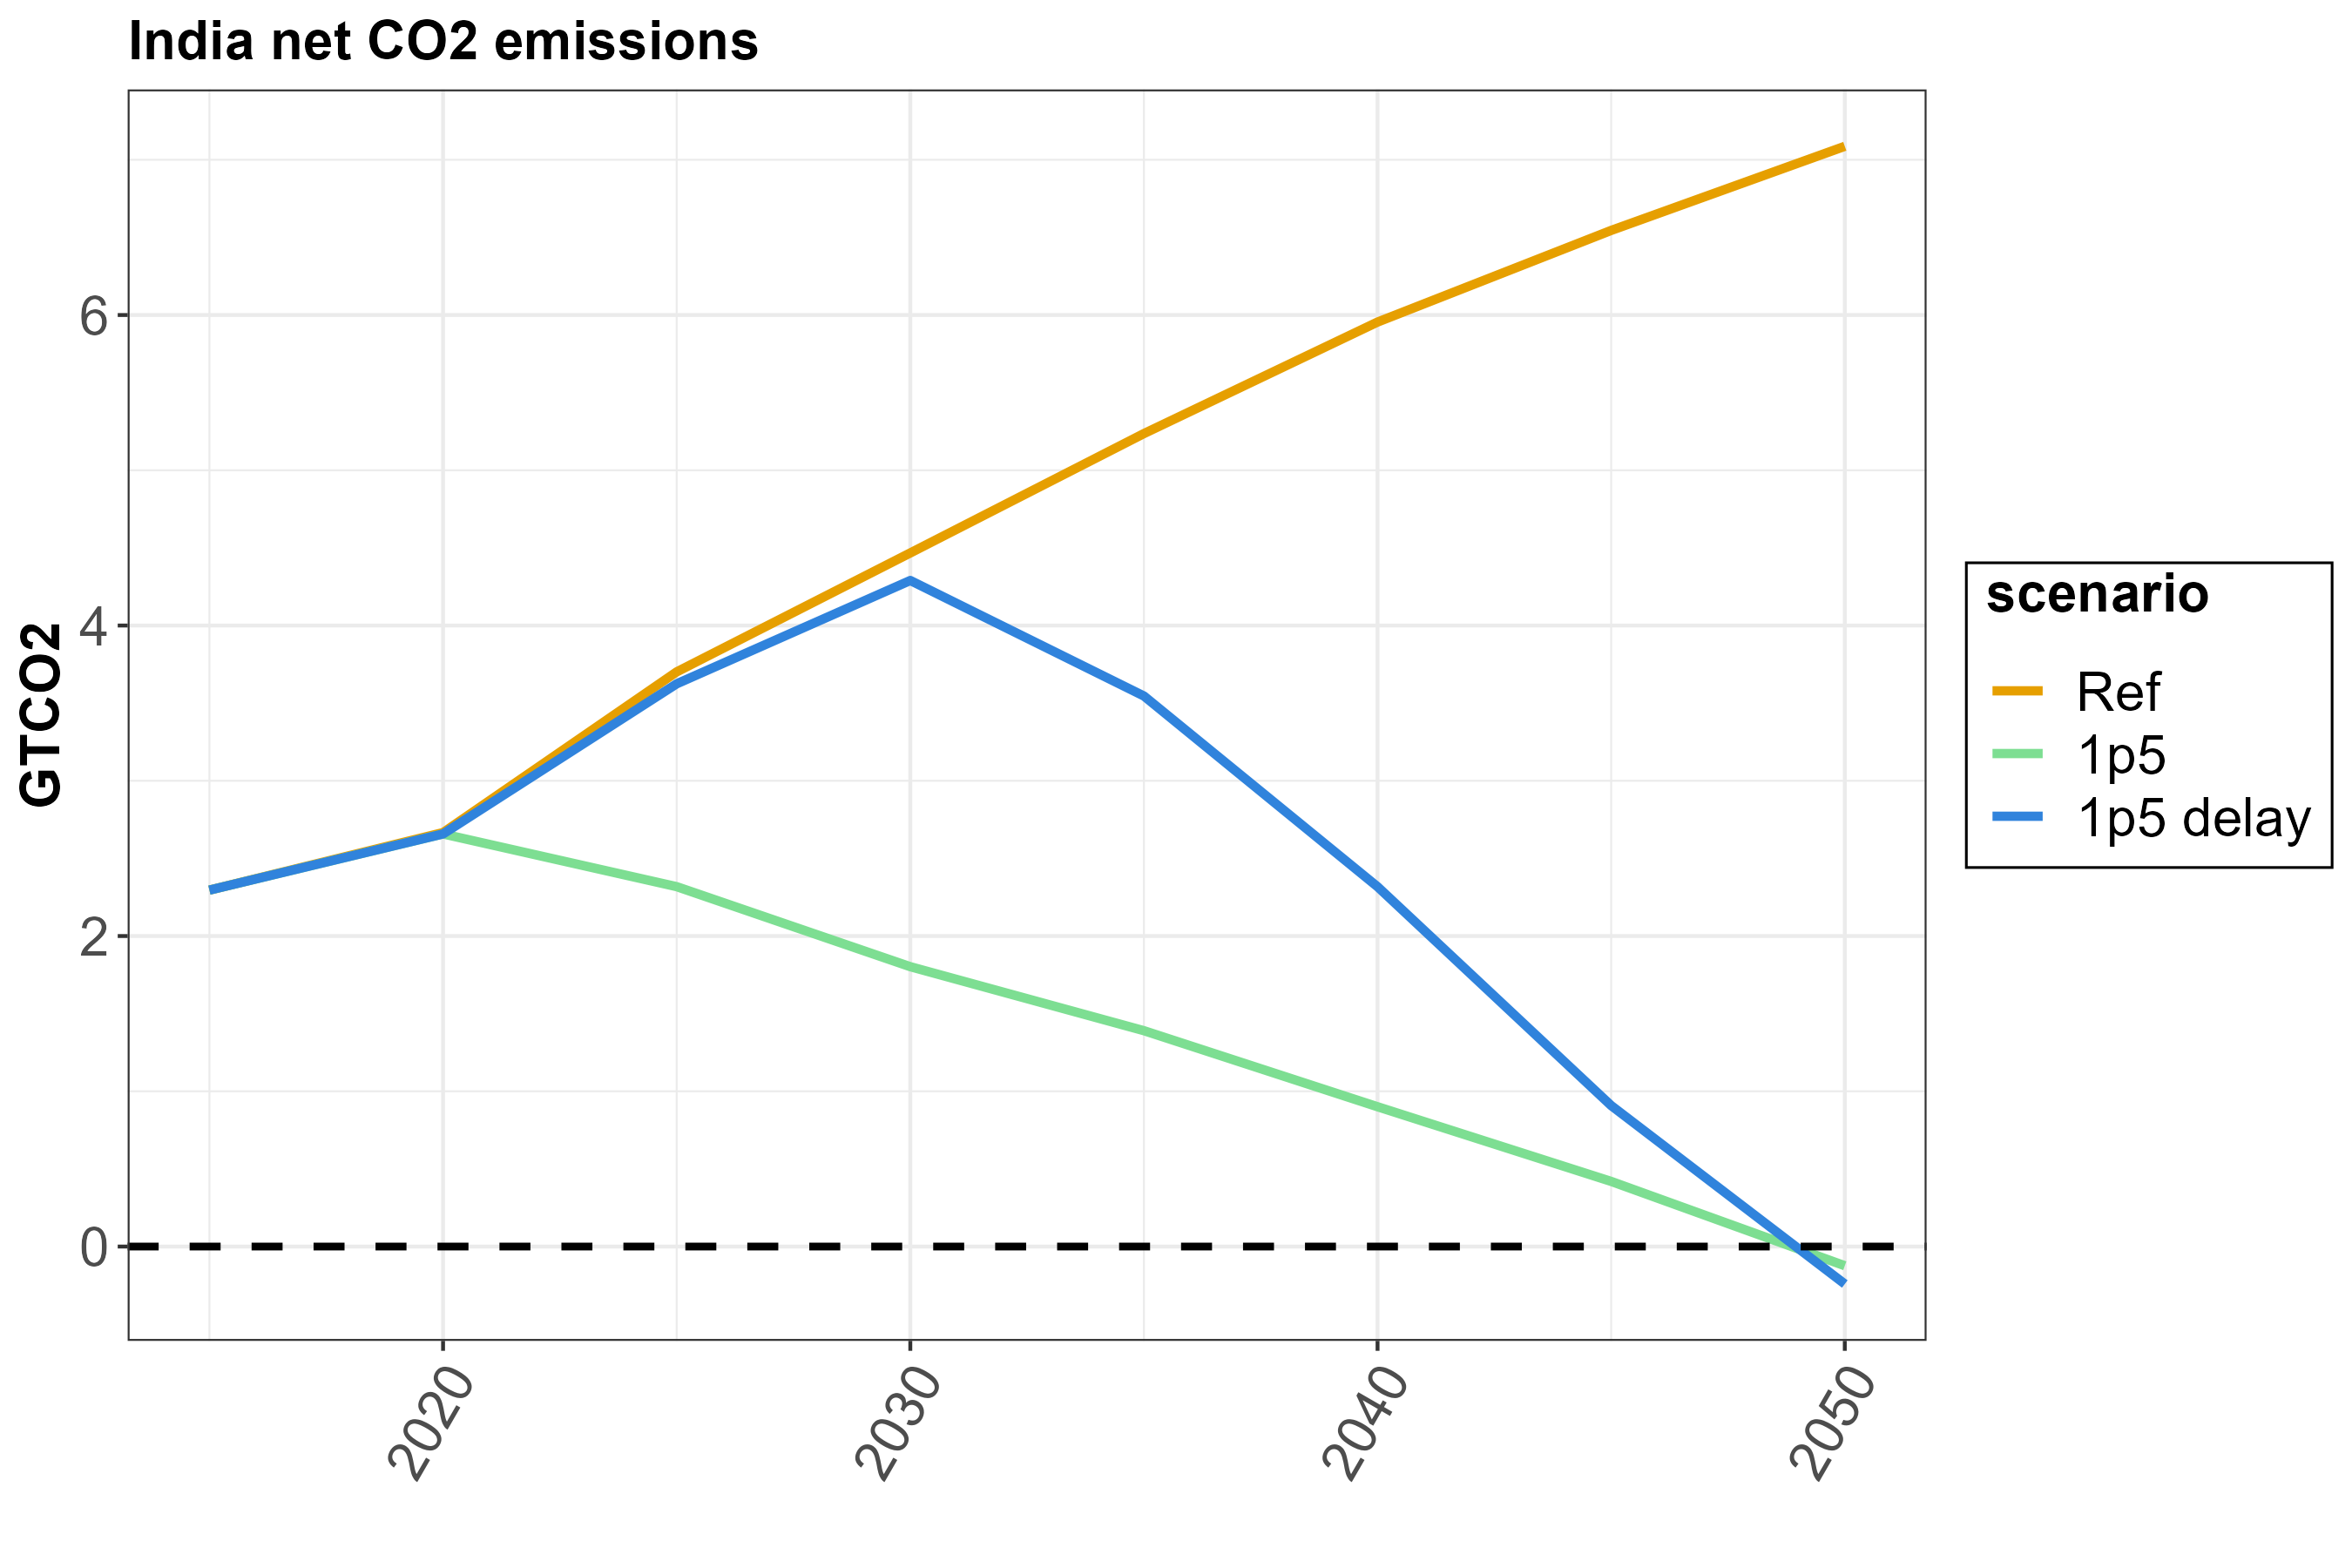 India net CO2 emissions
GTCO2
6
4
2
0
2020
2030
2040
2050
scenario
Ref
1p5
1p5 delay